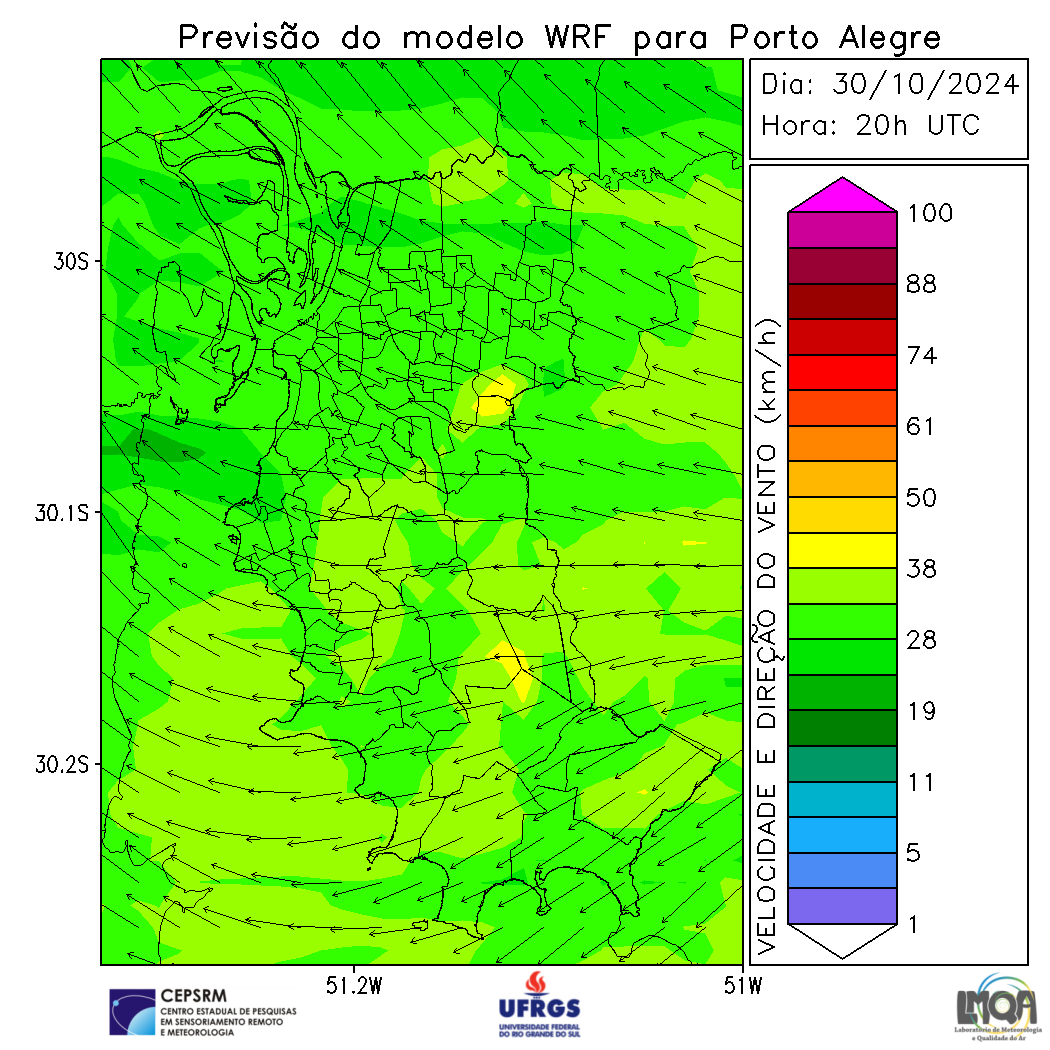 Previsão do modelo WRF para Porto Alegre
Dia: 30/10/2024
Hora: 20h UTC
30S
30.1S
30.2S
51.2W
51W
VELOCIDADE E DIREÇÃO DO VENTO (km/h)
100
88
74
61
50
38
28
19
11
5
1
CEPSRM
CENTRO ESTADUAL DE PESQUISAS
EM SENSORIAMENTO REMOTO
E METEOROLOGIA
UFRGS
UNIVERSIDADE FEDERAL
DO RIO GRANDE DO SUL
LMQA
Laboratório de Meteorologia
e Qualidade do Ar